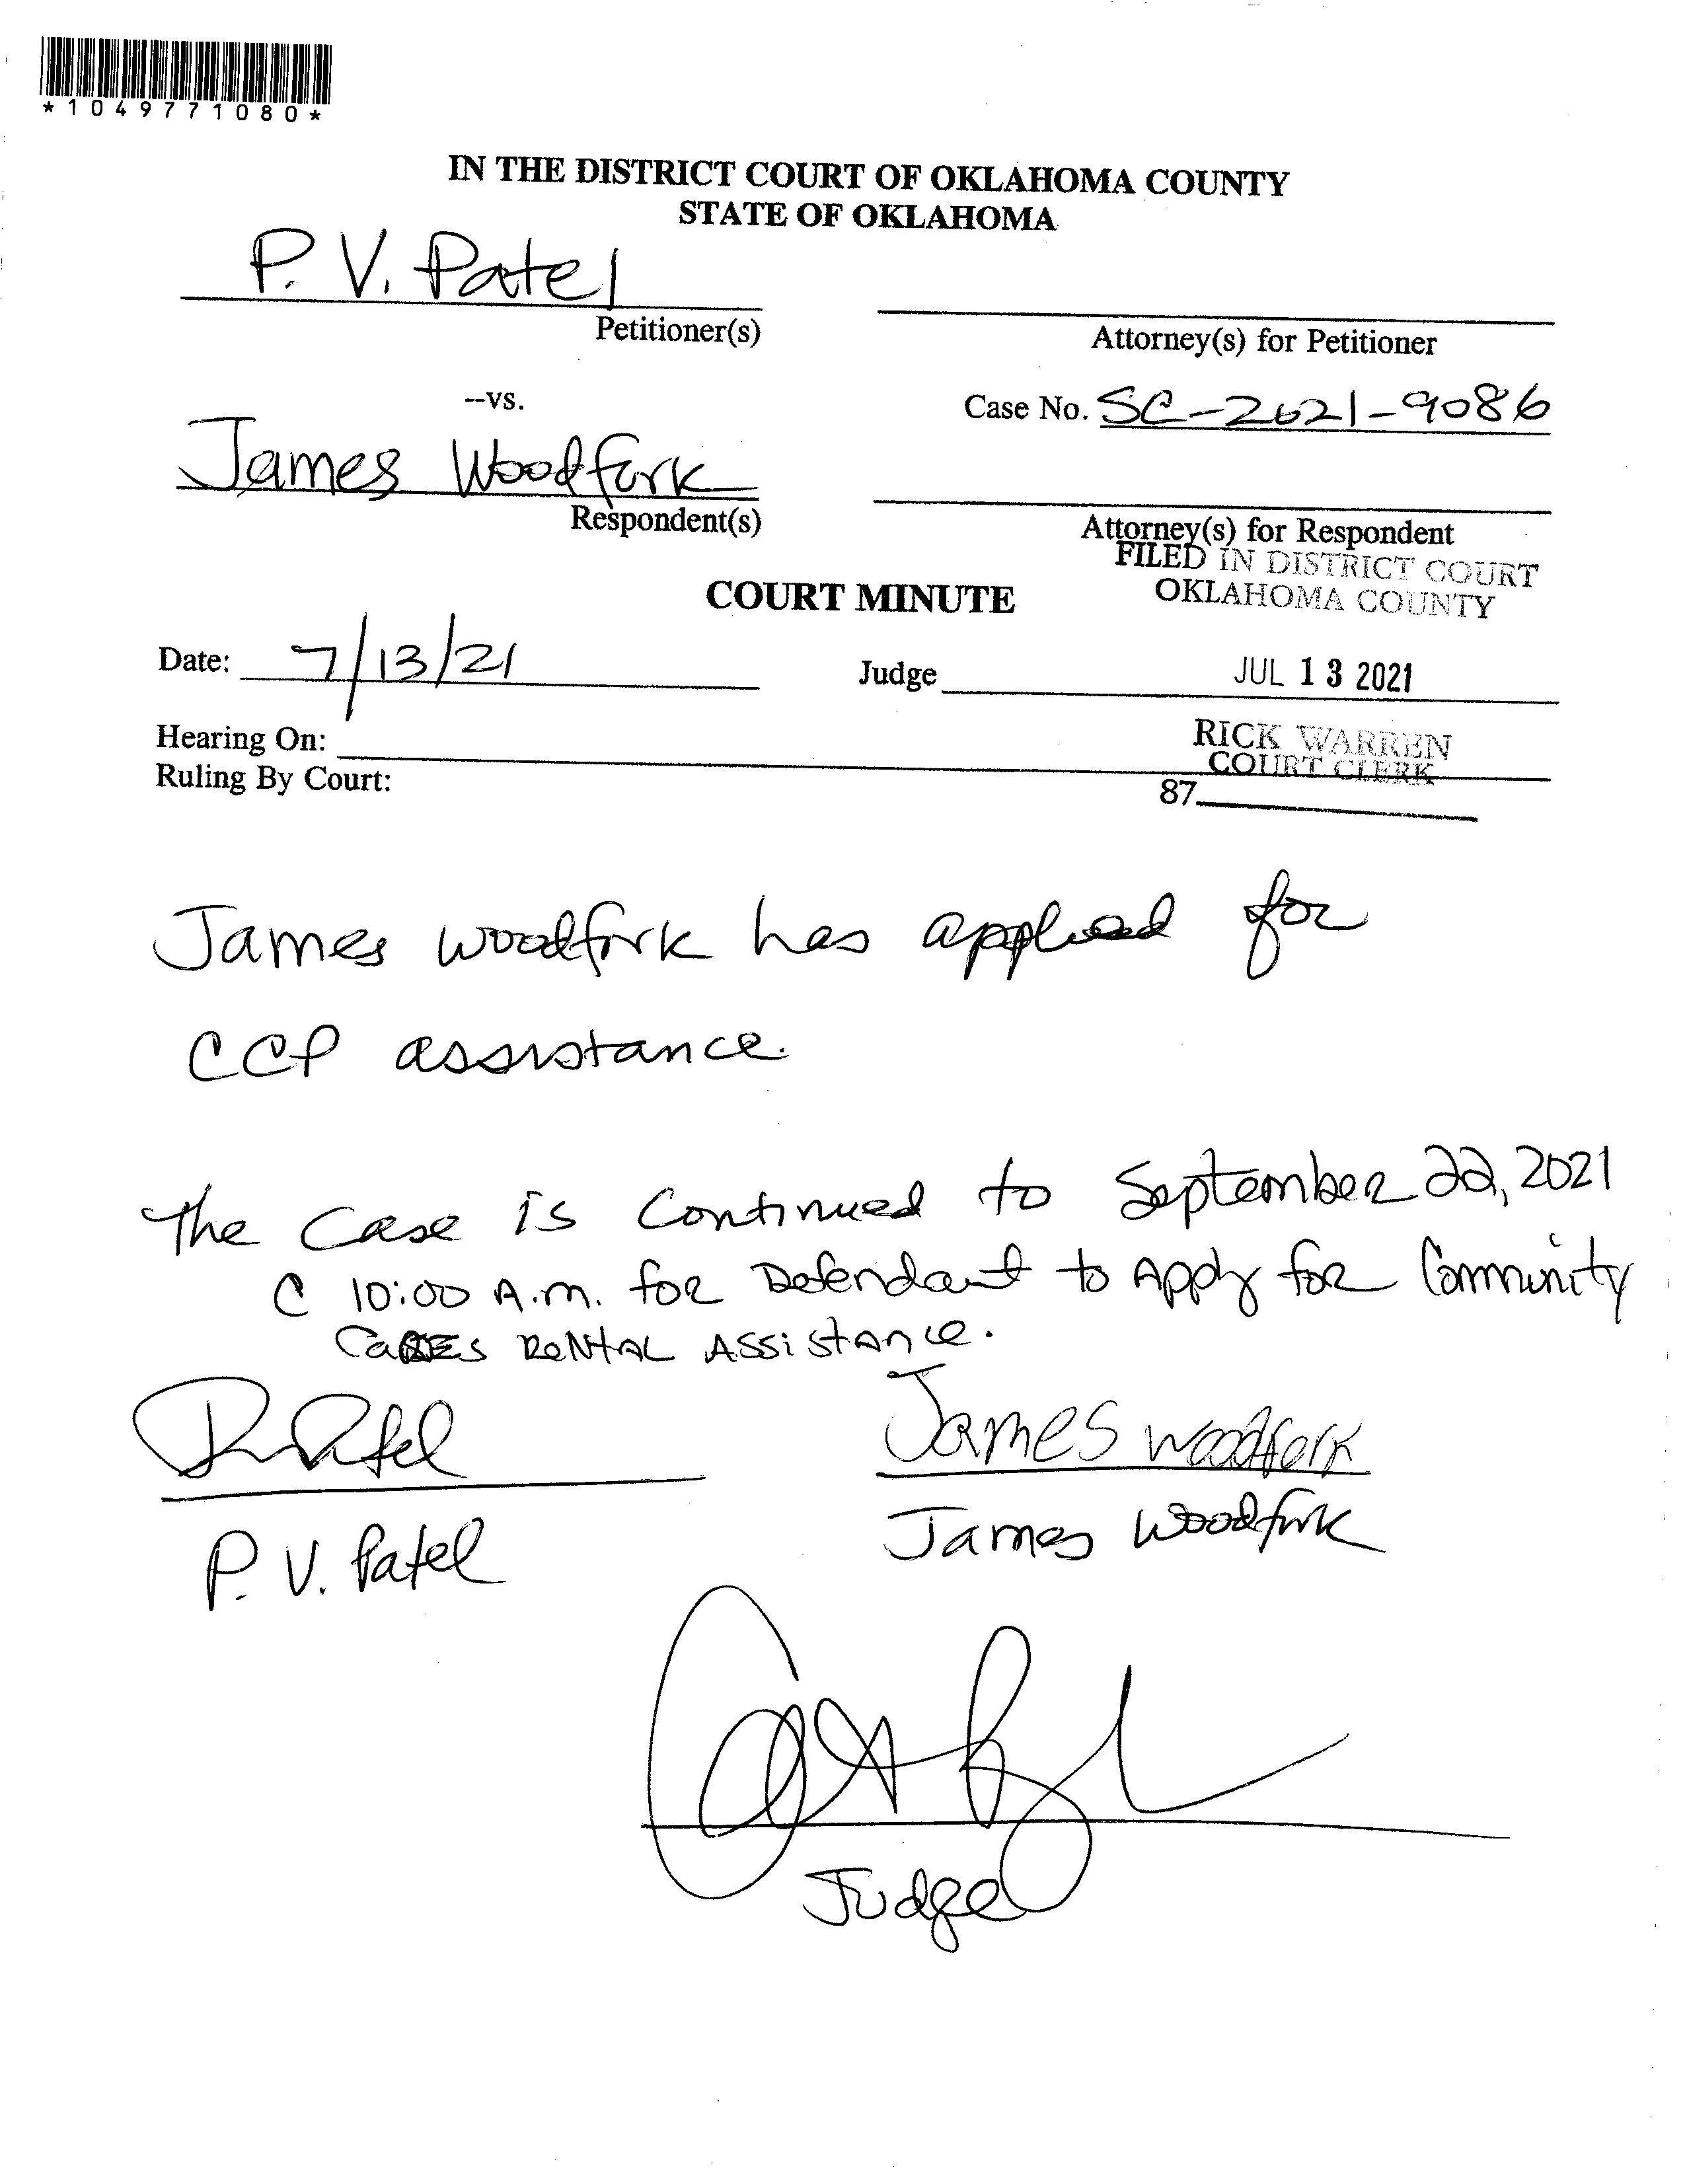 *1049771080*
IN THE DISTRICT COURT OF OKLAHOMA COUNTY
STATE OF OKLAHOMA
P. V. Patel
Petitioner(s)
Attorney(s) for Petitioner
--vs.
Case No. SC-2021-9086
James Woodfork
Respondent(s)
Attorney(s) for Respondent
FILED IN DISTRICT COURT
OKLAHOMA COUNTY
COURT MINUTE
Date: 7/13/21
Judge
JUL 13 2021
Hearing On:
RICK WARREN
COURT CLERK
Ruling By Court:
87
James Woodfork has applied for
CCP assistance.
The Case is Continued to September 22, 2021
@ 10:00 A.m. for Defendant to Apply for Community
CaRES ReNtAL ASSiStAnce.
James Woodfork
P. V. Patel
James Woodfork
Judge